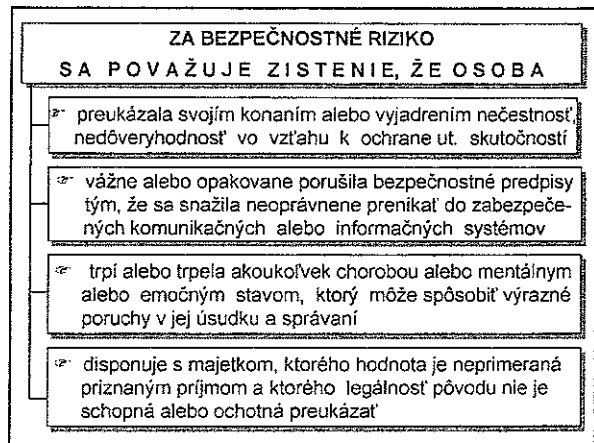 ZA BEZPEČNOSTNÉ RIZIKO
SA POVAŽUJE ZISTENIE, ŽE OSOBA
☞ preukázala svojím konaním alebo vyjadrením nečestnosť,
nedôveryhodnosť vo vzťahu k ochrane ut. skutočností
☞ vážne alebo opakovane porušila bezpečnostné predpisy
tým, že sa snažila neoprávnene prenikať do zabezpeče-
ných komunikačných alebo informačných systémov
☞ trpí alebo trpela akoukoľvek chorobou alebo mentálnym
alebo emočným stavom, ktorý môže spôsobiť výrazné
poruchy v jej úsudku a správaní
☞ disponuje s majetkom, ktorého hodnota je neprimeraná
priznaným príjmom a ktorého legálnosť pôvodu nie je
schopná alebo ochotná preukázať